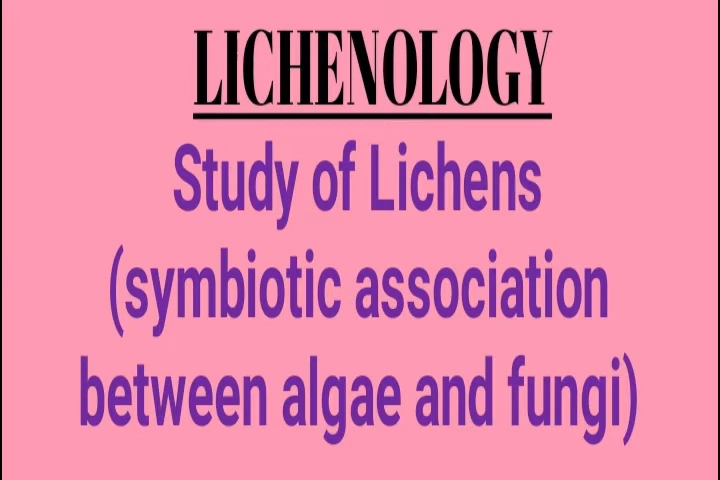 LICHENOLOGY
Study of Lichens
(symbiotic association
between algae and fungi)